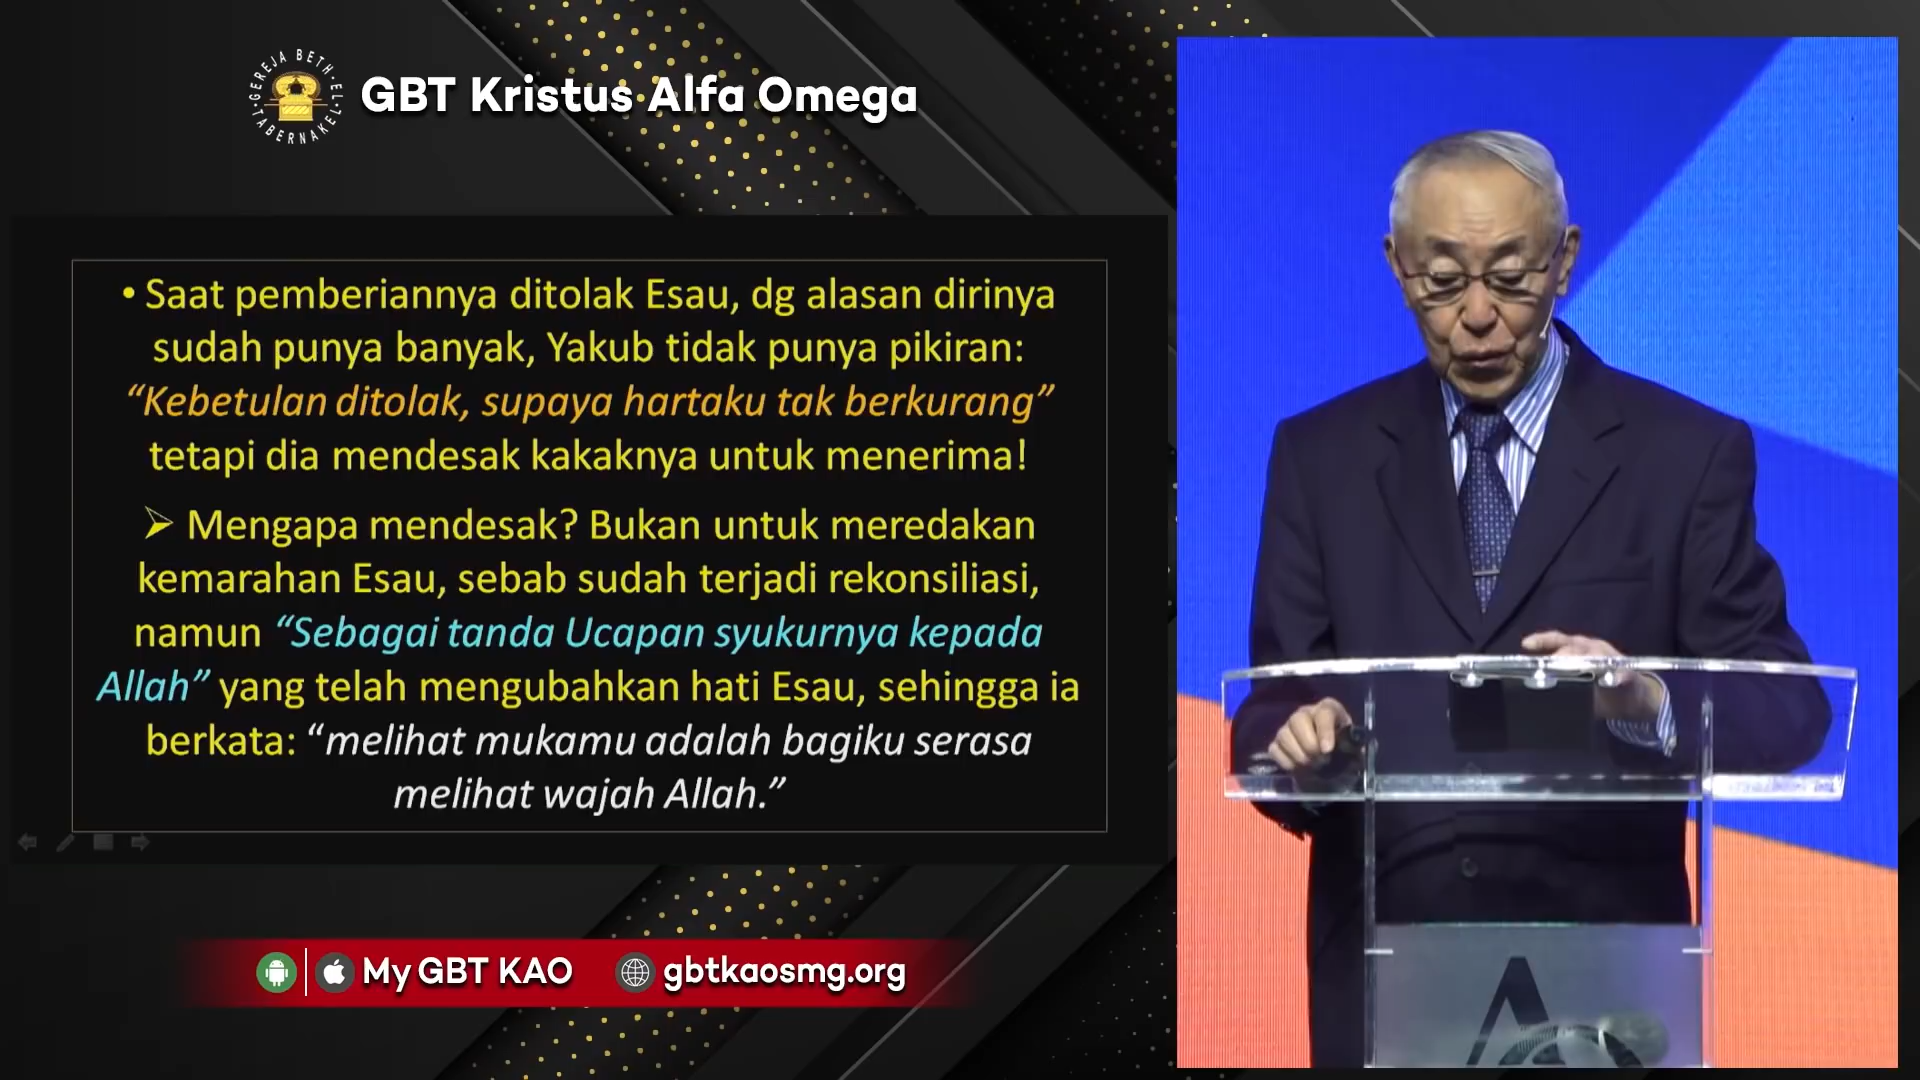 GEREJA BETH-EL
TABERNAKEL
GBT Kristus Alfa Omega
• Saat pemberiannya ditolak Esau, dg alasan dirinya
sudah punya banyak, Yakub tidak punya pikiran:
“Kebetulan ditolak, supaya hartaku tak berkurang”
tetapi dia mendesak kakaknya untuk menerima!
➢ Mengapa mendesak? Bukan untuk meredakan
kemarahan Esau, sebab sudah terjadi rekonsiliasi,
namun “Sebagai tanda Ucapan syukurnya kepada
Allah” yang telah mengubahkan hati Esau, sehingga ia
berkata: “melihat mukamu adalah bagiku serasa
melihat wajah Allah.”
My GBT KAO
gbtkaosmg.org